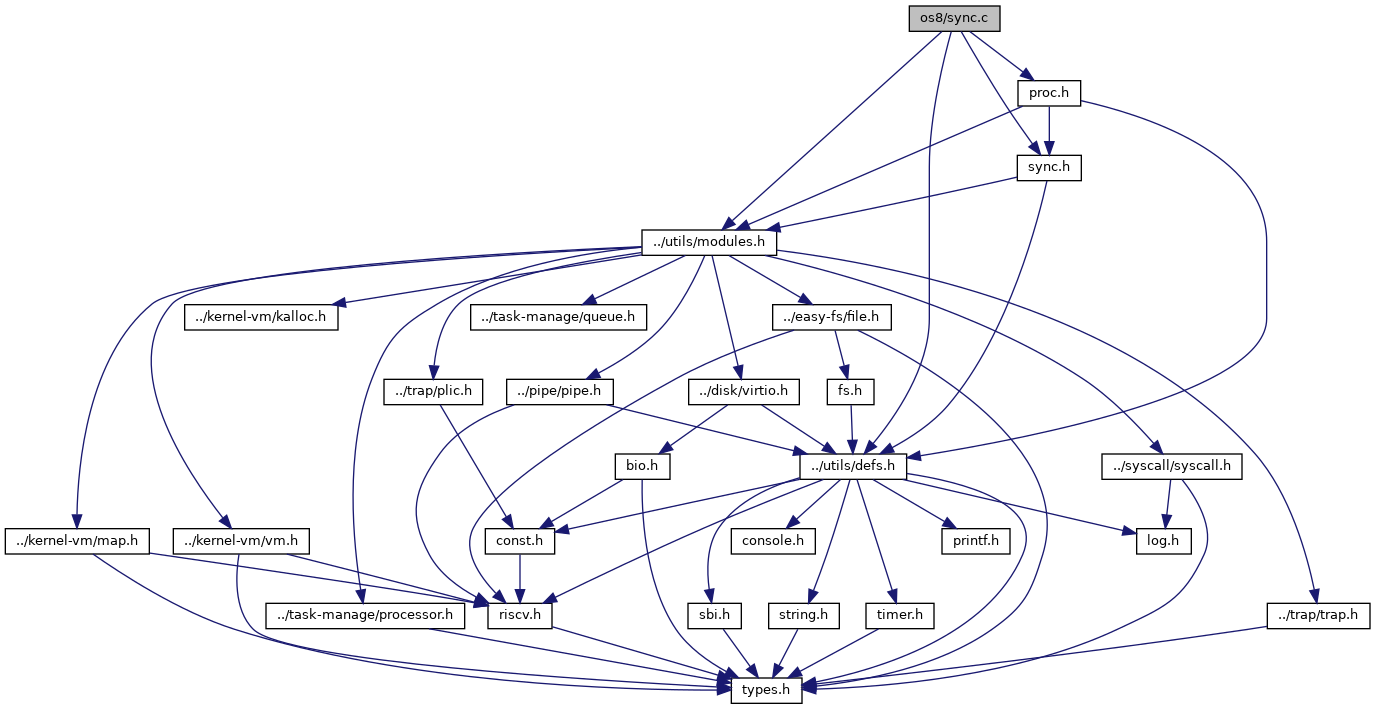 os8/sync.c
proc.h
sync.h
../utils/modules.h
../kernel-vm/kalloc.h
../task-manage/queue.h
../easy-fs/file.h
../trap/plic.h
../pipe/pipe.h
../disk/virtio.h
fs.h
bio.h
../utils/defs.h
../syscall/syscall.h
../kernel-vm/map.h
../kernel-vm/vm.h
const.h
console.h
printf.h
log.h
../task-manage/processor.h
riscv.h
sbi.h
string.h
timer.h
../trap/trap.h
types.h